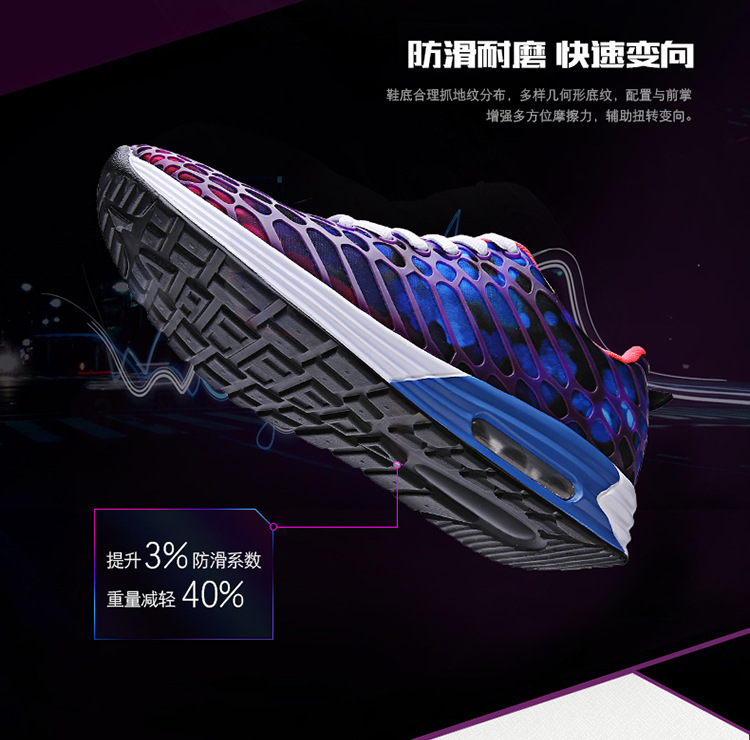 防滑耐磨 快速变向
鞋底合理抓地纹分布，多样几何形底纹，配置与前掌
增强多方位摩擦力，辅助扭转变向。
提升3%防滑系数
重量减轻40%